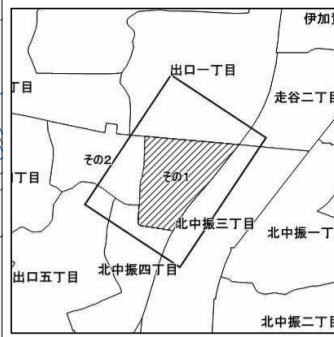 伊加賀
出口一丁目
丁目
走谷二丁目
その2
その1
丁目
北中振三丁目
北中振一丁
北中振四丁目
出口五丁目
北中振二丁目